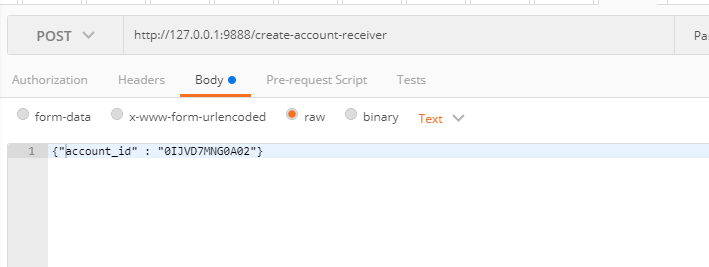 POST http://127.0.0.1:9888/create-account-receiver Pa
Authorization Headers Body Pre-request Script Tests
form-data x-www-form-urlencoded raw binary Text
1 {"account_id" : "0IJVD7MNG0A02"}